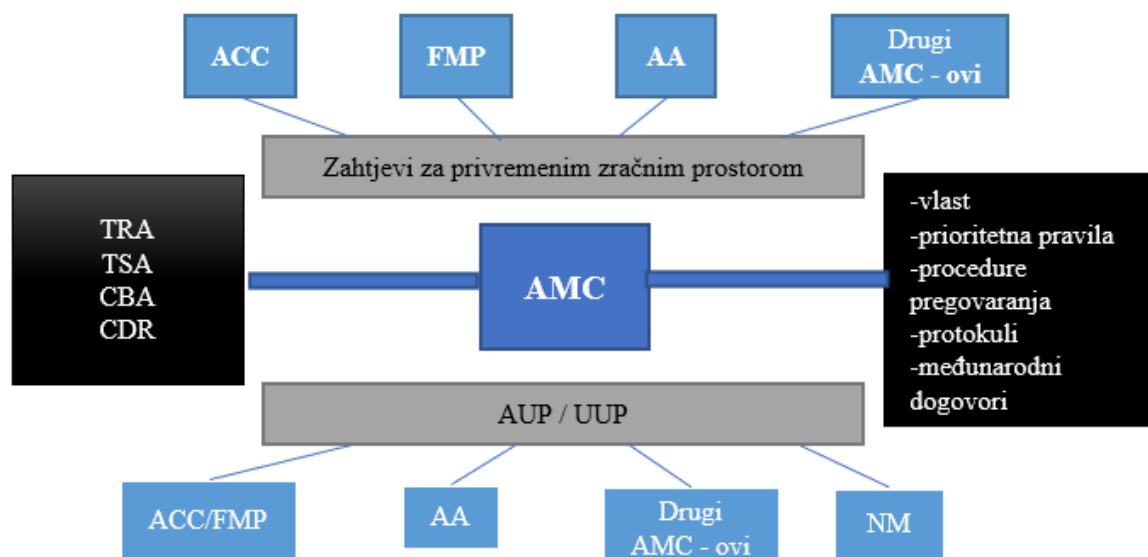 ACC
FMP
AA
Drugi
AMC - ovi
Zahtjevi za privremenim zračnim prostorom
TRA
TSA
CBA
CDR
AMC
-vlast
-prioritetna pravila
-procedure
pregovaranja
-protokuli
-međunarodni
dogovori
AUP / UUP
ACC/FMP
AA
Drugi
AMC - ovi
NM